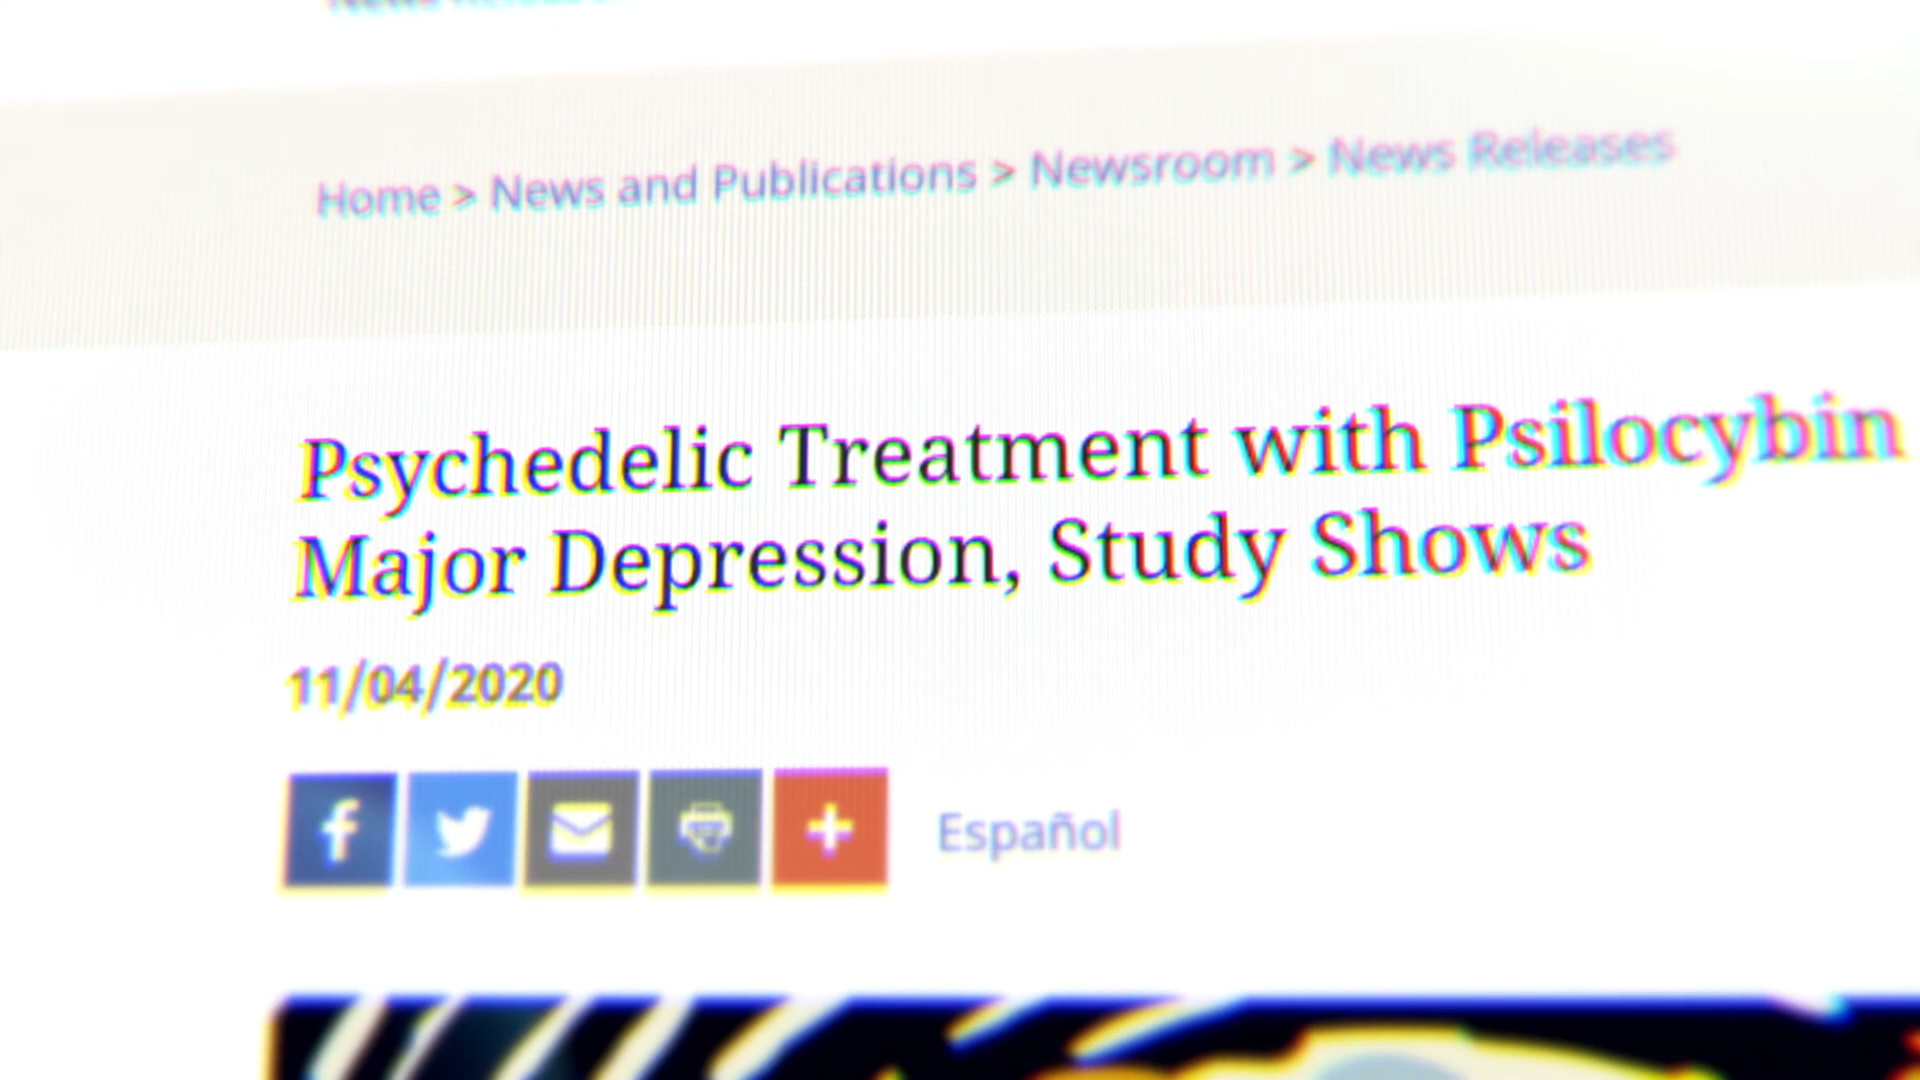 Home > News and Publications > Newsroom > News Releases
Psychedelic Treatment with Psilocybin
Major Depression, Study Shows
11/04/2020
Español